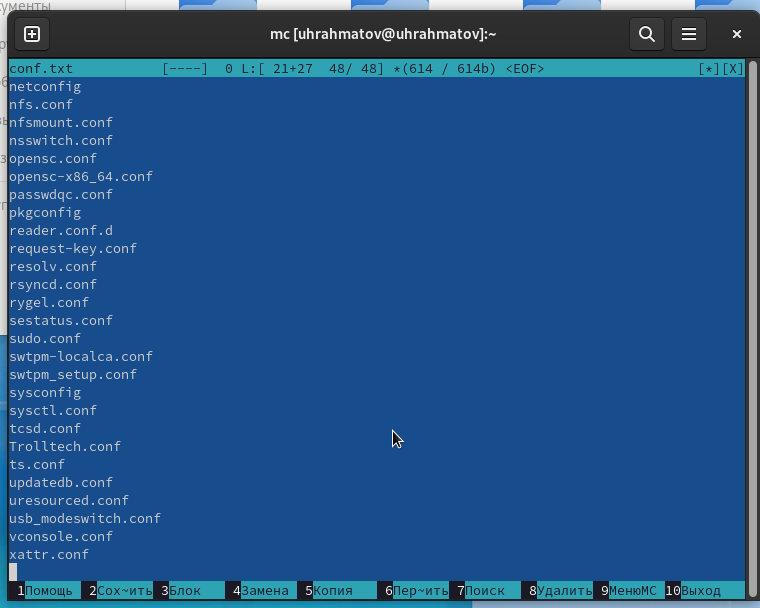 кументы
mc [uhrahmatov@uhrahmatov]:~
conf.txt [----] 0 L:[ 21+27 48/ 48] *(614 / 614b) <EOF> [*][X]
netconfig
nfs.conf
nfsmount.conf
nsswitch.conf
opensc.conf
opensc-x86_64.conf
passwdqc.conf
pkgconfig
reader.conf.d
request-key.conf
resolv.conf
rsyncd.conf
rygel.conf
sestatus.conf
sudo.conf
swtpm-localca.conf
swtpm_setup.conf
sysconfig
sysctl.conf
tcsd.conf
Trolltech.conf
ts.conf
updatedb.conf
uresourced.conf
usb_modeswitch.conf
vconsole.conf
xattr.conf
1Помощь 2Сох~ить 3Блок 4Замена 5Копия 6Пер~ить 7Поиск 8Удалить 9МенюMC 10Выход